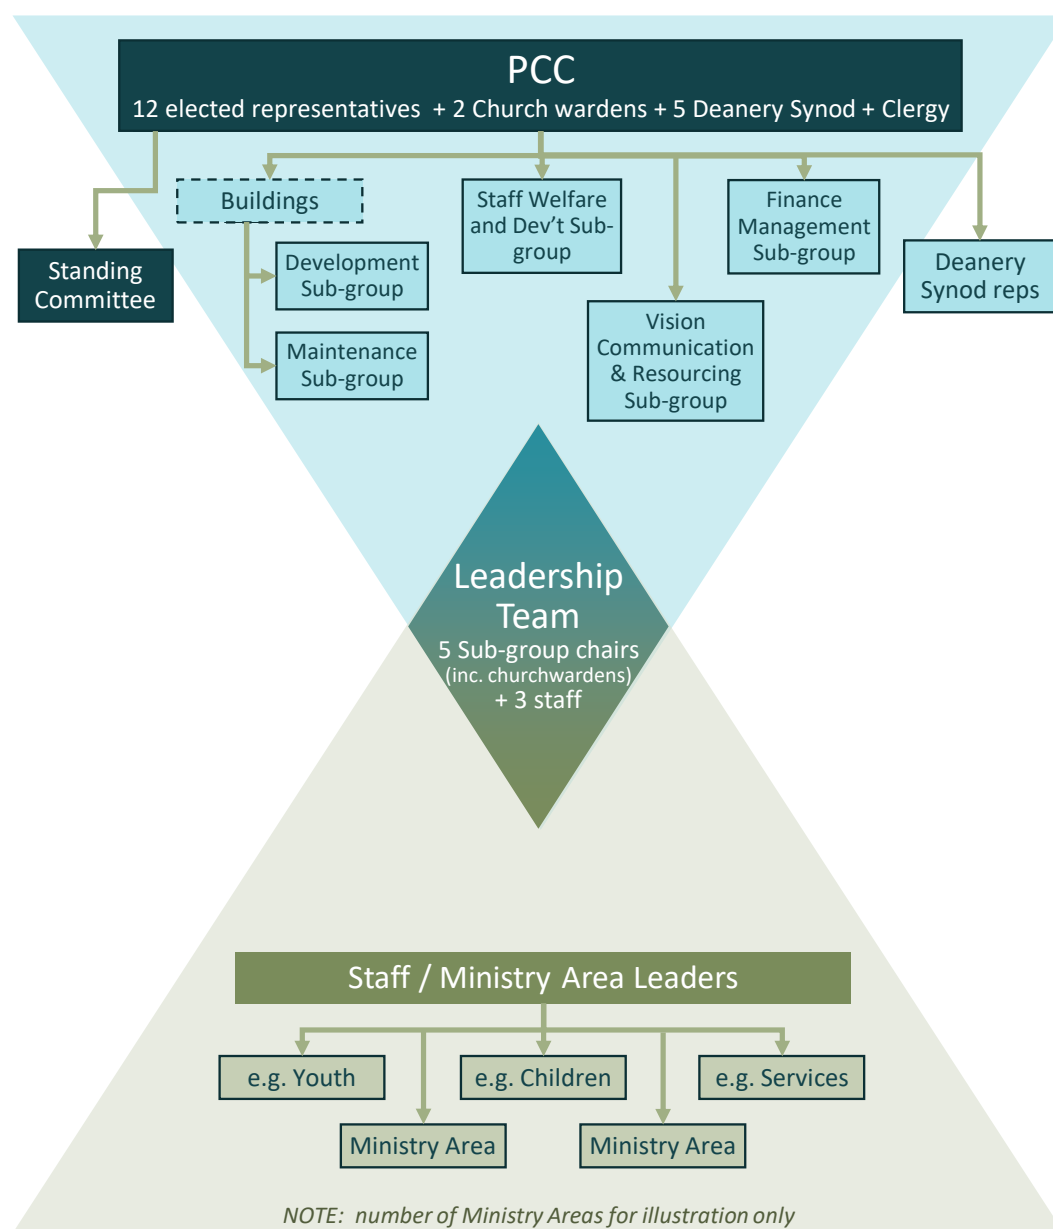 PCC
12 elected representatives + 2 Church wardens + 5 Deanery Synod + Clergy
Standing
Committee
Buildings
Development
Sub-group
Maintenance
Sub-group
Staff Welfare
and Dev’t Sub-
group
Vision
Communication
& Resourcing
Sub-group
Finance
Management
Sub-group
Deanery
Synod reps
Leadership
Team
5 Sub-group chairs
(inc. churchwardens)
+ 3 staff
Staff / Ministry Area Leaders
e.g. Youth
e.g. Children
e.g. Services
Ministry Area
Ministry Area
NOTE: number of Ministry Areas for illustration only